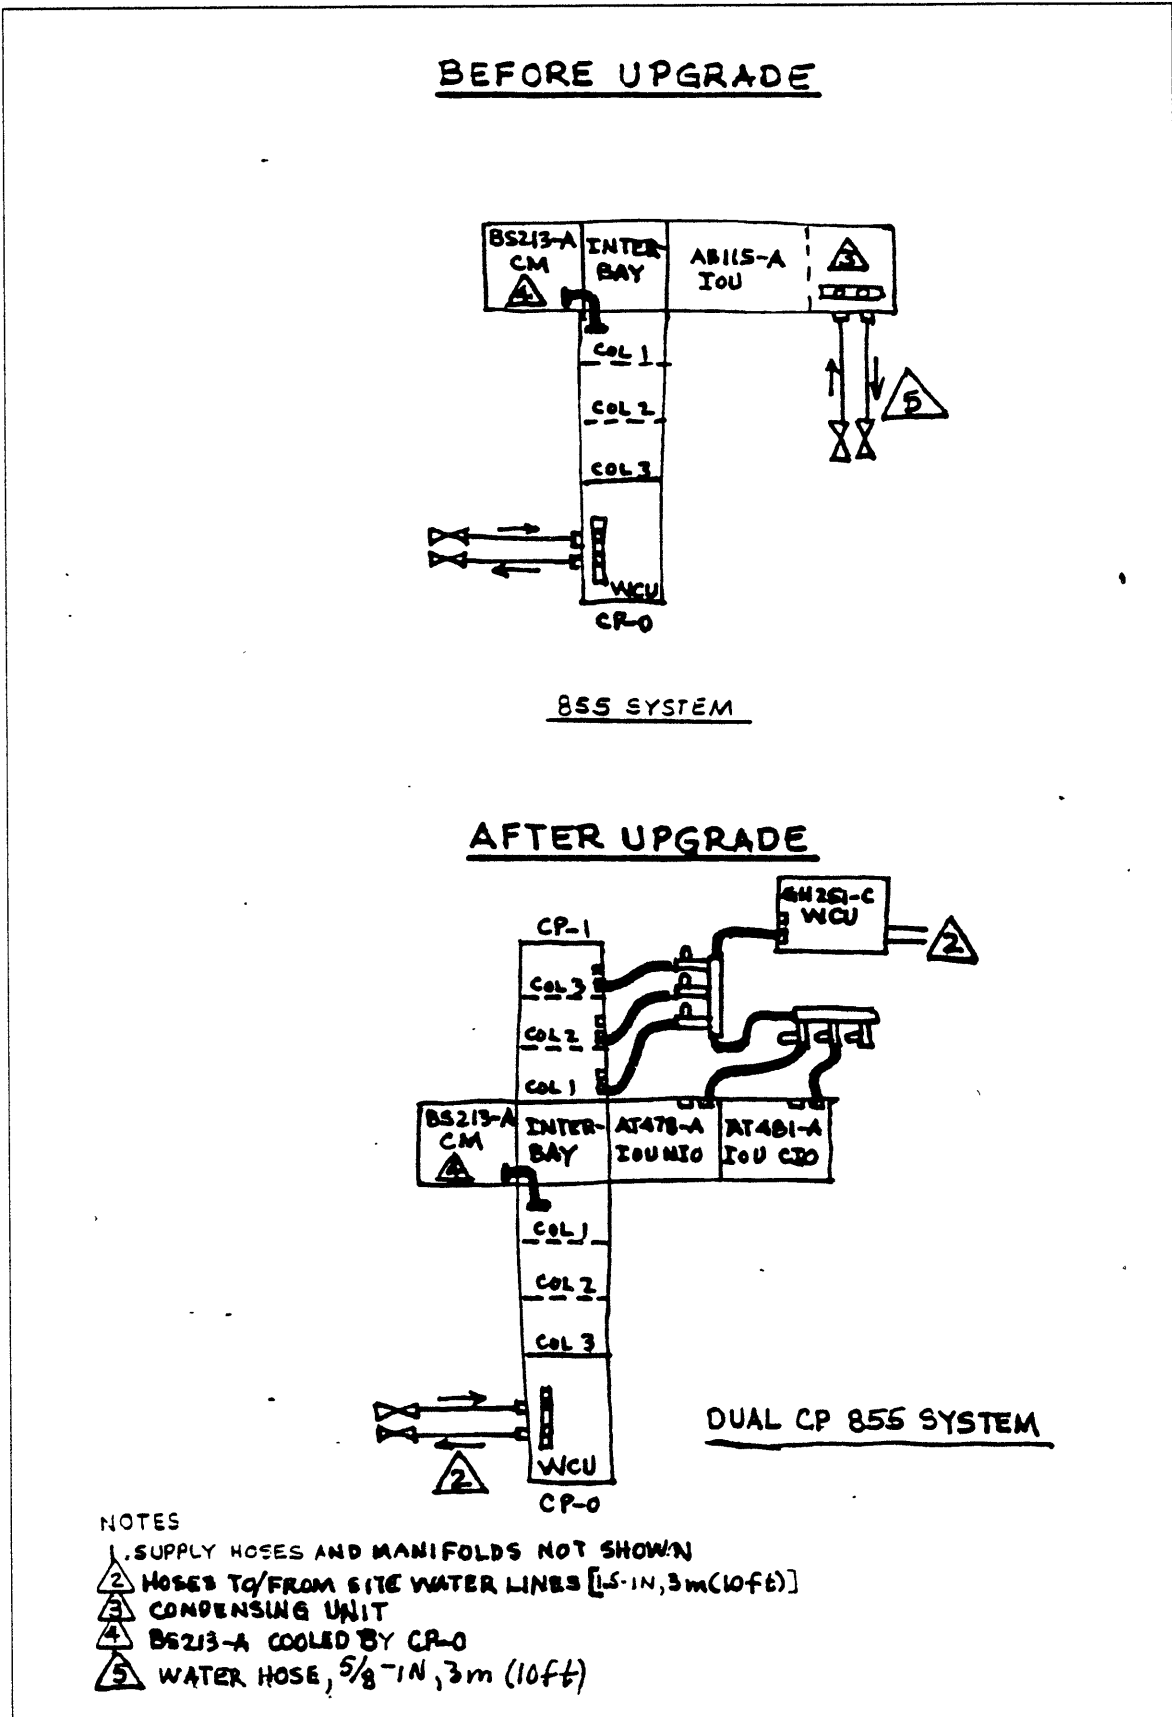 BEFORE UPGRADE
BS213-A
CM
4
INTER-
BAY
AB115-A
IOU
3
COL 1
COL 2
COL 3
5
WCU
CP-0
855 SYSTEM
AFTER UPGRADE
GH251-C
WCU
2
CP-1
COL 3
COL 2
COL 1
BS213-A
CM
4
INTER-
BAY
AT478-A
IOU NIO
AT481-A
IOU CIO
COL 1
COL 2
COL 3
WCU
CP-0
2
DUAL CP 855 SYSTEM
NOTES
1. SUPPLY HOSES AND MANIFOLDS NOT SHOWN
2 HOSES TO/FROM SITE WATER LINES [1.5-IN, 3m (10ft)]
3 CONDENSING UNIT
4 BS213-A COOLED BY CP-0
5 WATER HOSE, 5/8-IN, 3m (10ft)